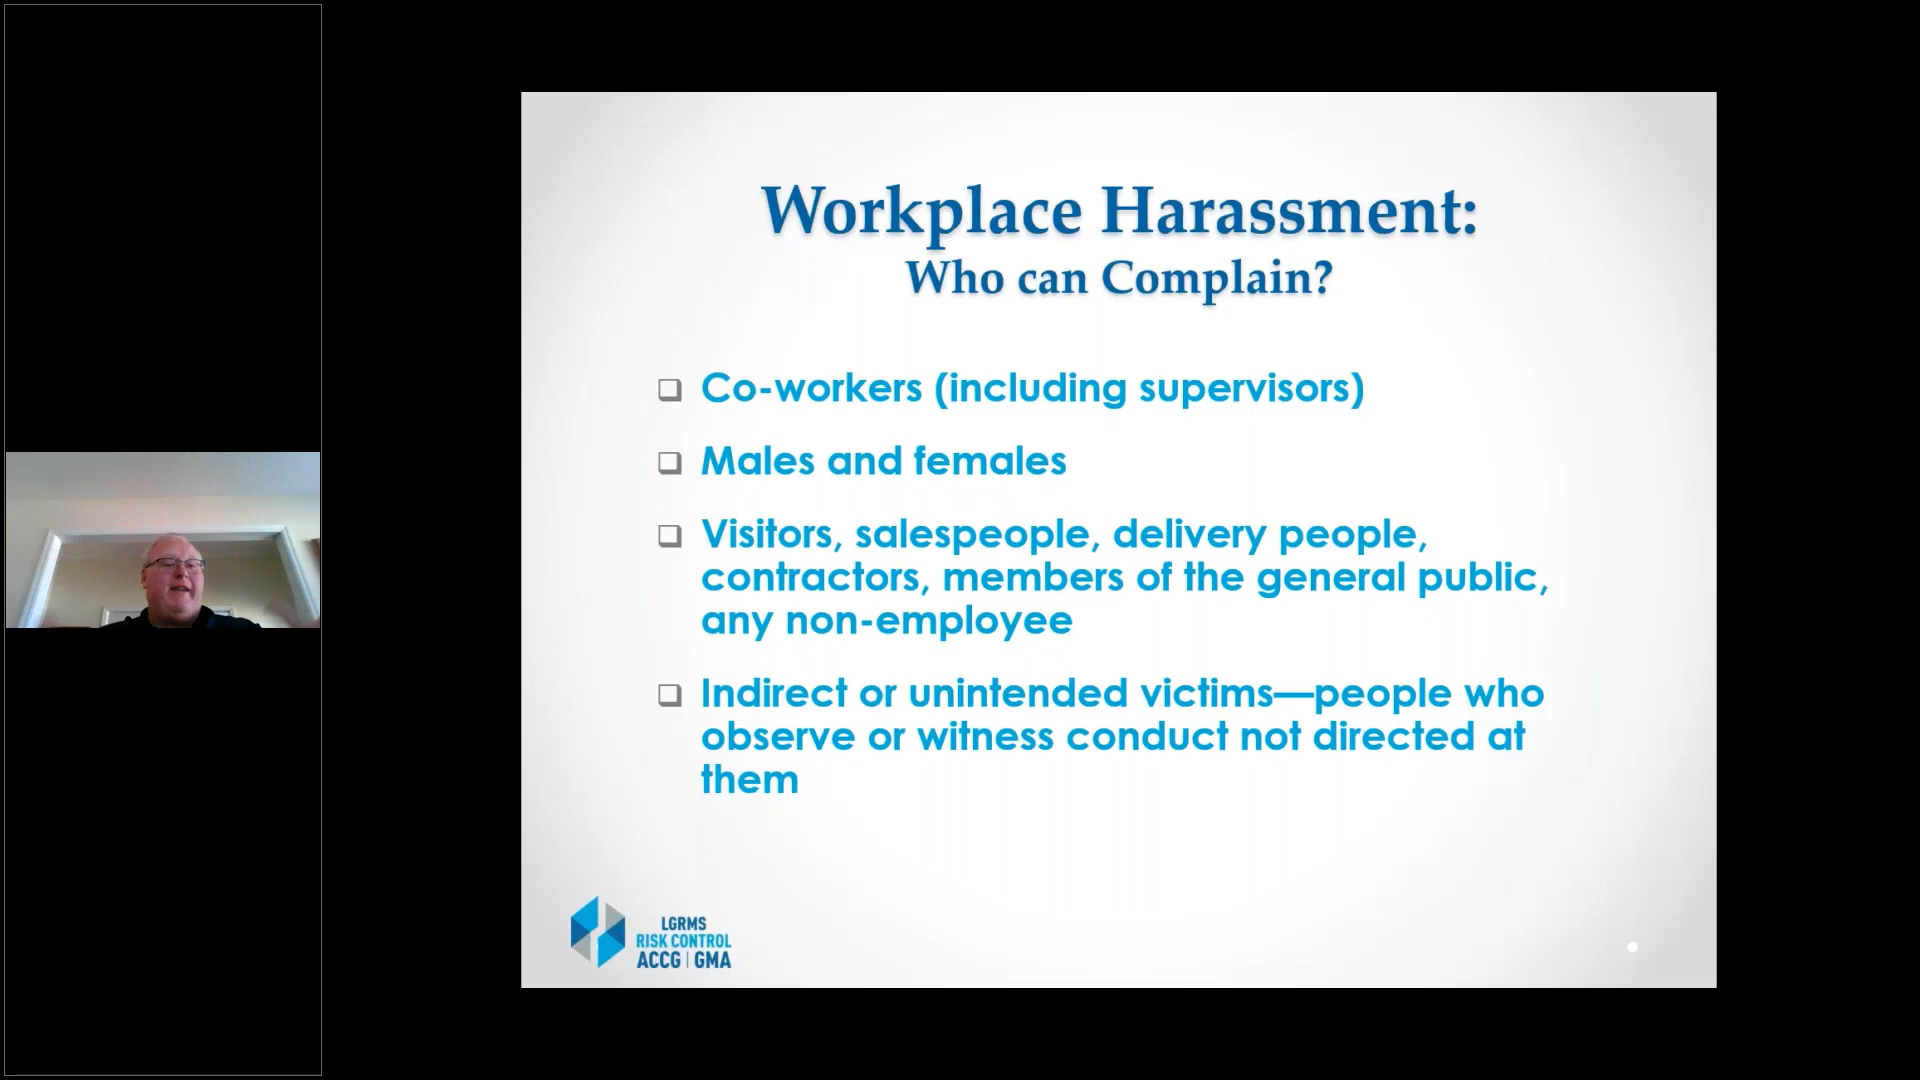 Workplace Harassment:
Who can Complain?
Co-workers (including supervisors)
Males and females
Visitors, salespeople, delivery people,
contractors, members of the general public,
any non-employee
Indirect or unintended victims—people who
observe or witness conduct not directed at
them
LGRMS
RISK CONTROL
ACCG | GMA